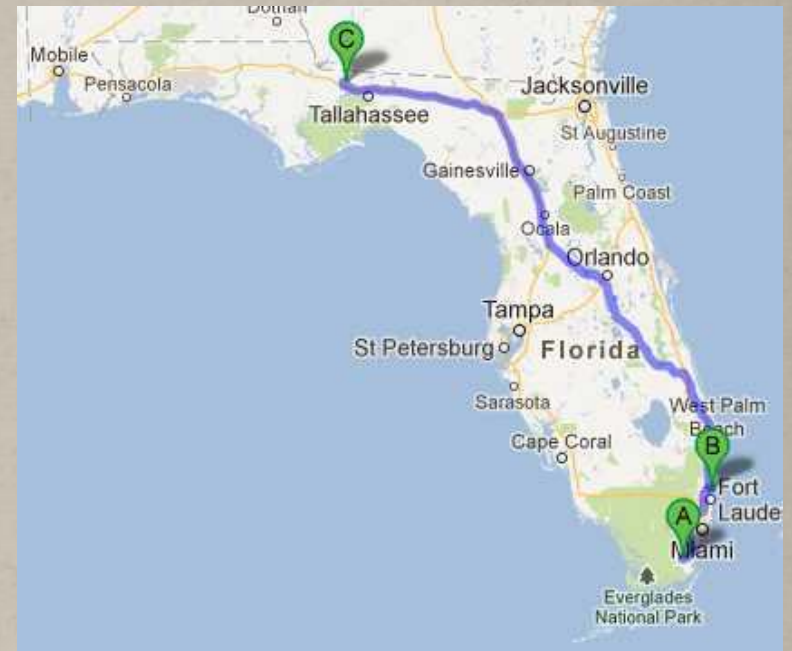 Dothan
C
Mobile
Pensacola
Tallahassee
Jacksonville
St Augustine
Gainesville
Palm Coast
Ocala
Orlando
Tampa
St Petersburg
Florida
Sarasota
West Palm
Beach
Cape Coral
B
Fort
Laude
A
Miami
Everglades
National Park